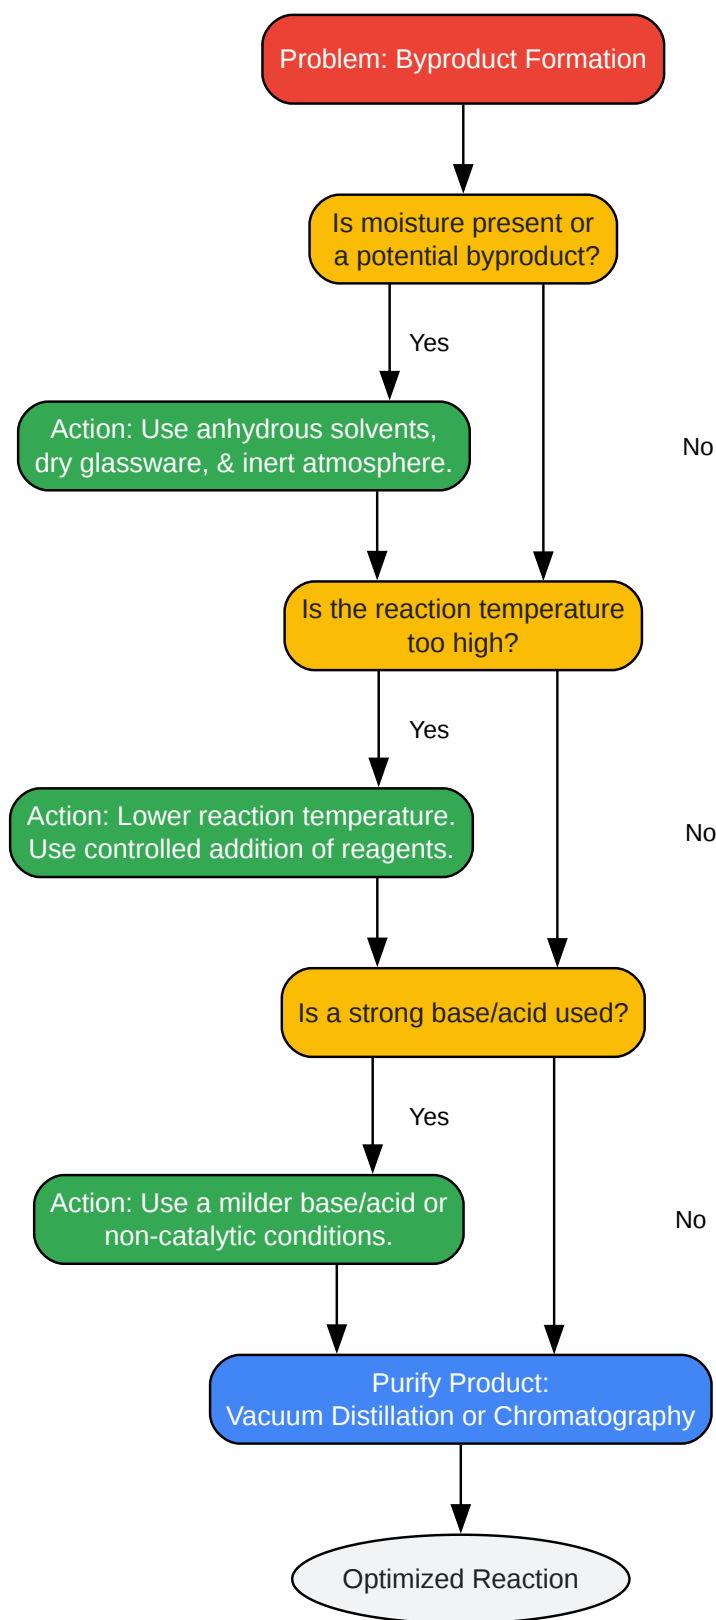 Problem: Byproduct Formation
Is moisture present or
a potential byproduct?
Yes
Action: Use anhydrous solvents,
dry glassware, & inert atmosphere.
No
Is the reaction temperature
too high?
Yes
Action: Lower reaction temperature.
Use controlled addition of reagents.
No
Is a strong base/acid used?
Yes
Action: Use a milder base/acid or
non-catalytic conditions.
No
Purify Product:
Vacuum Distillation or Chromatography
Optimized Reaction